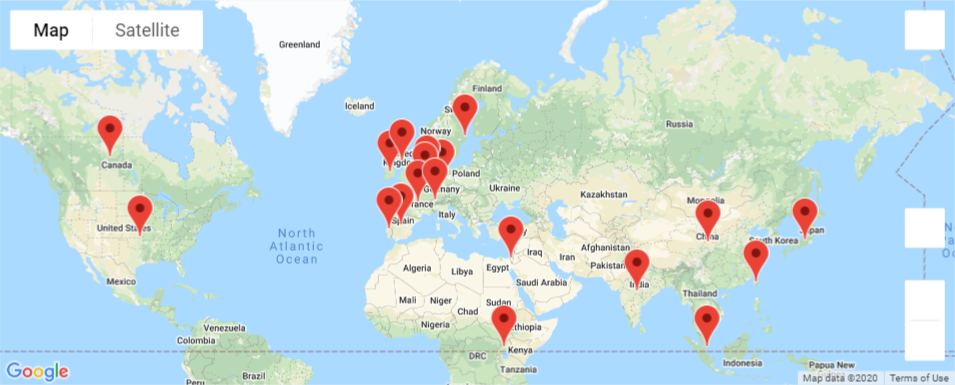 Map
Satellite
Greenland
Iceland
Finland
Norway
Russia
Canada
Poland
Germany
Ukraine
Kazakhstan
Mongolia
France
United States
Spain
Italy
North
Atlantic
Ocean
China
South Korea
Japan
Iraq
Iran
Afghanistan
Pakistan
Algeria
Libya
Egypt
Saudi Arabia
India
Mexico
Mali
Niger
Chad
Sudan
Thailand
Nigeria
Ethiopia
Venezuela
Colombia
DRC
Kenya
Tanzania
Indonesia
Papua New
Brazil
Peru
Google
Map data ©2020
Terms of Use